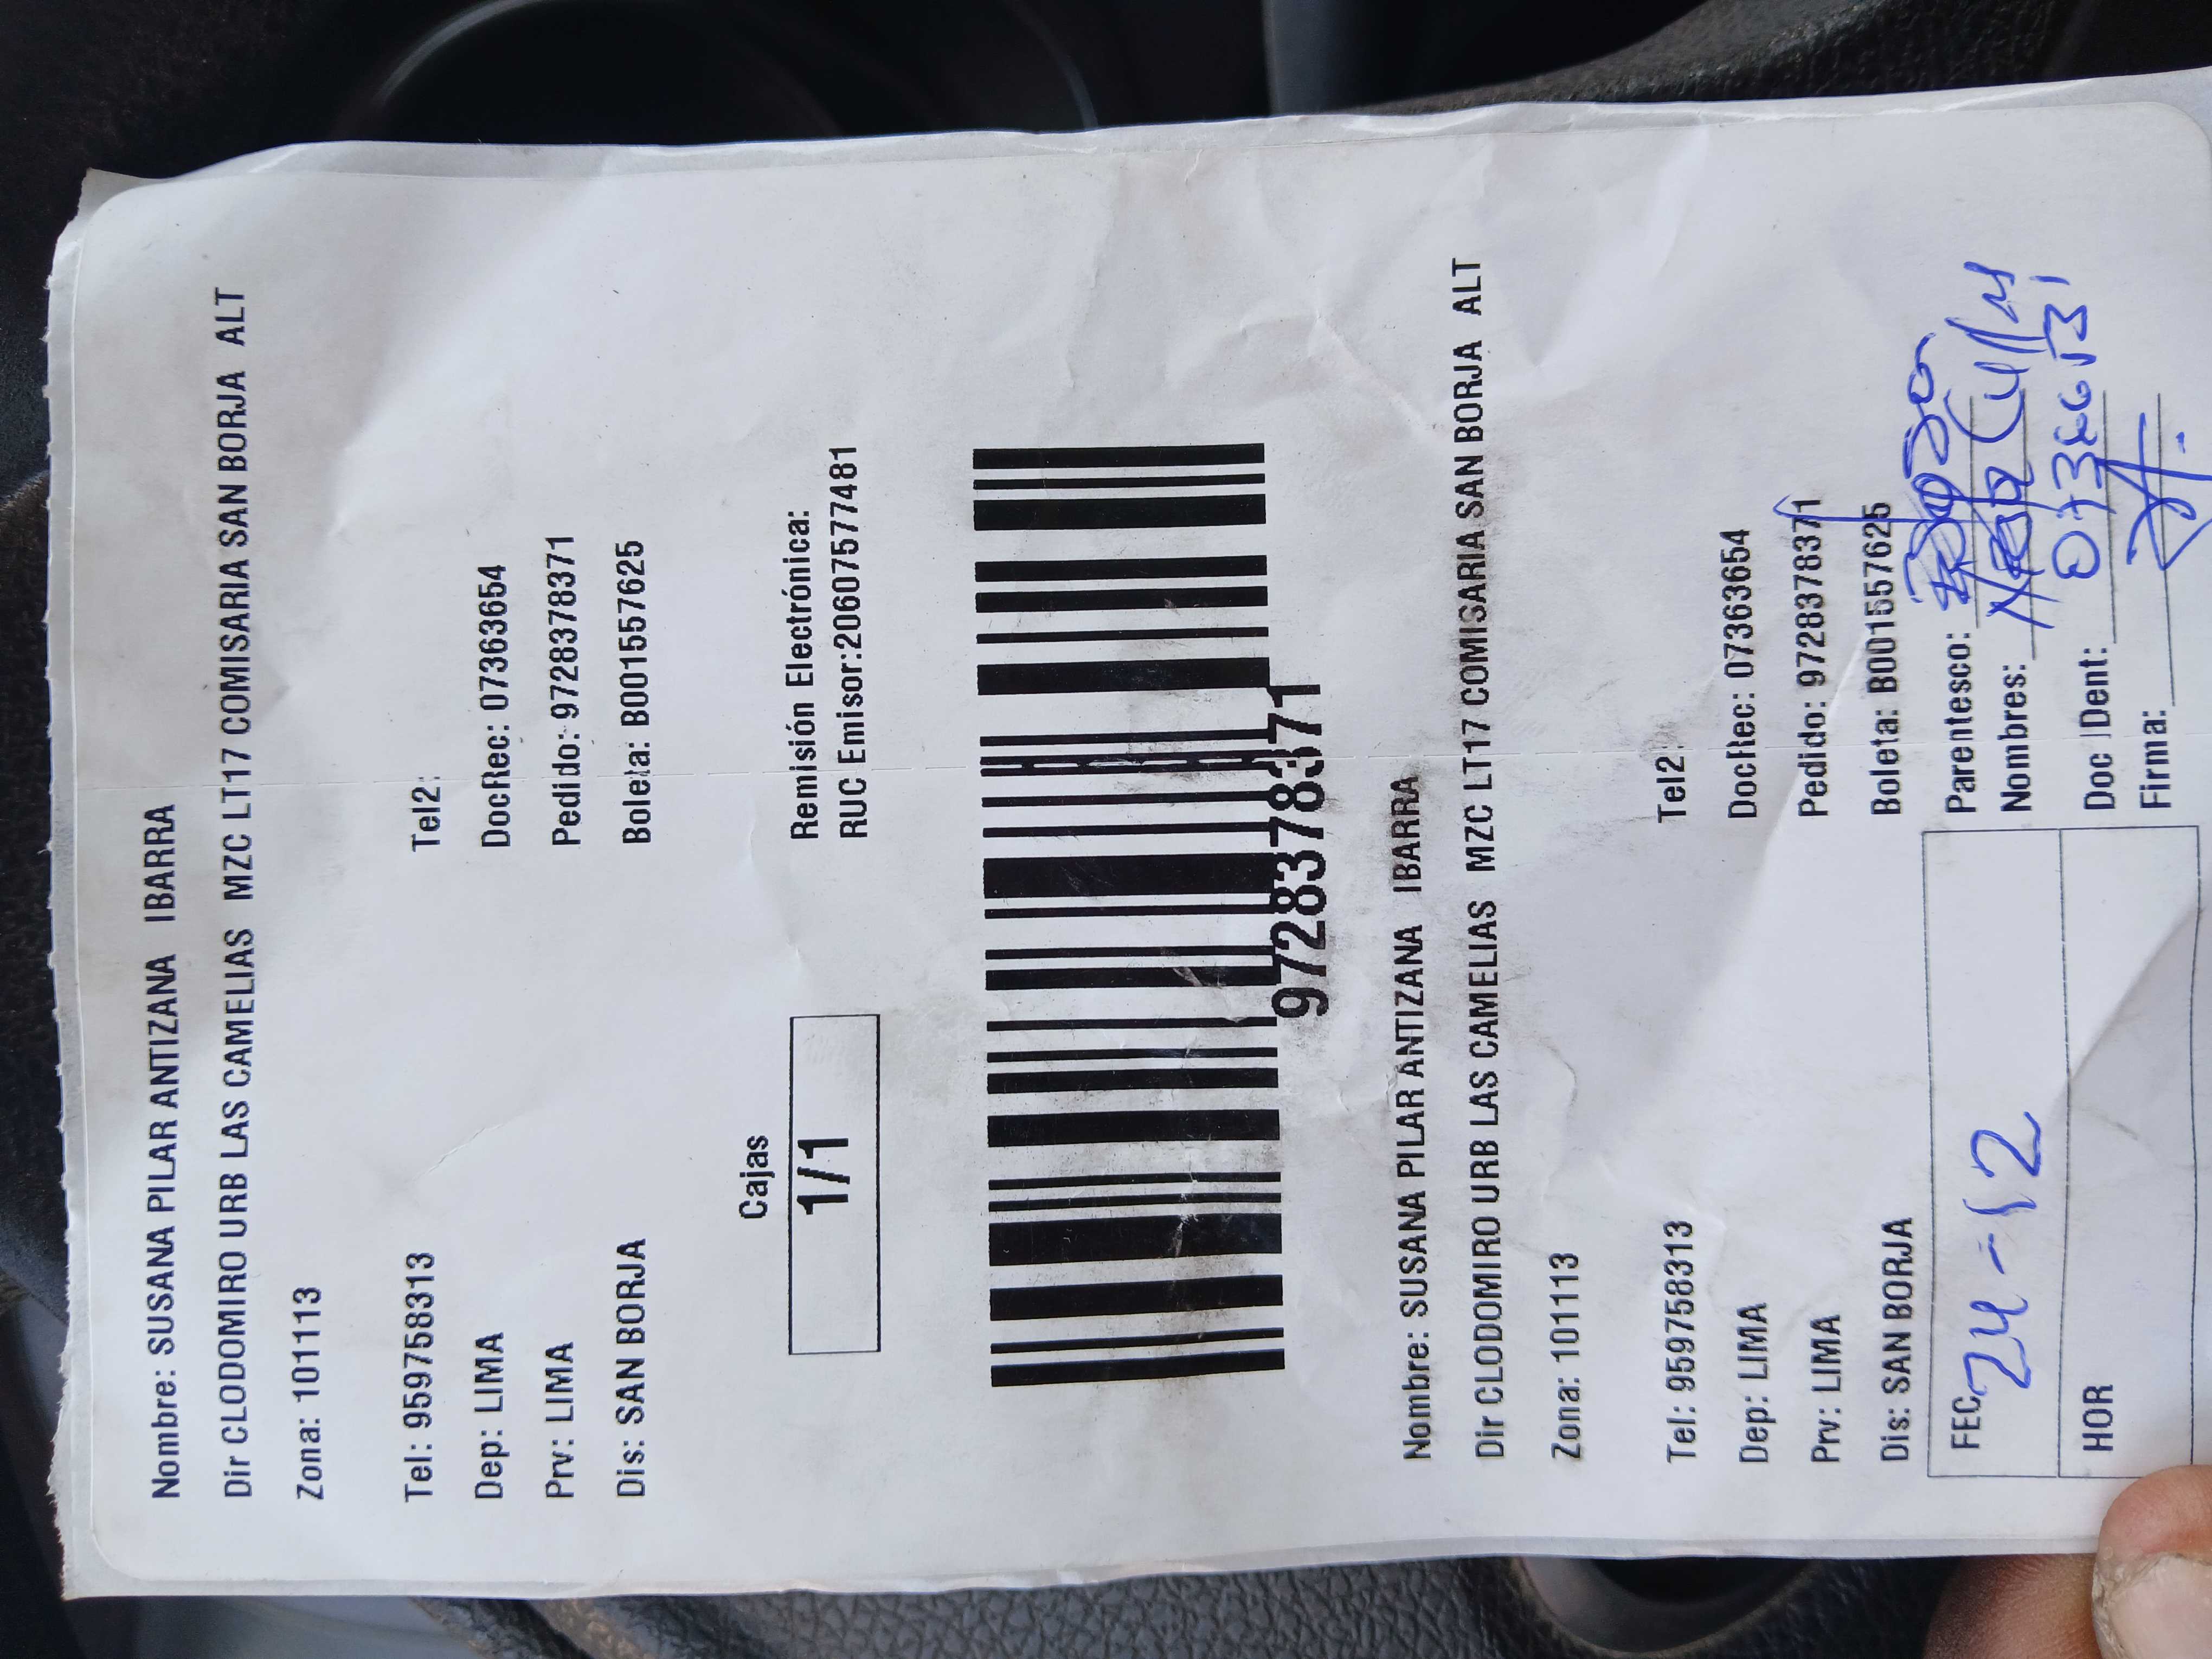 Nombre: SUSANA PILAR ANTIZANA IBARRA
Dir CLODOMIRO URB LAS CAMELIAS MZC LT17 COMISARIA SAN BORJA ALT
Zona: 101113
Tel: 959758313 Tel2:
Dep: LIMA DocRec: 07363654
Prv: LIMA Pedido: 9728378371
Dis: SAN BORJA Boleta: B001557625
Cajas
1/1
Remisión Electrónica:
RUC Emisor:20607577481
9728378371
Nombre: SUSANA PILAR ANTIZANA IBARRA
Dir CLODOMIRO URB LAS CAMELIAS MZC LT17 COMISARIA SAN BORJA ALT
Zona: 101113
Tel: 959758313 Tel2:
Dep: LIMA DocRec: 07363654
Prv: LIMA Pedido: 9728378371
Dis: SAN BORJA Boleta: B001557625
FEC 24-12 Parentesco:
Nombres:
HOR Doc IDent:
Firma: